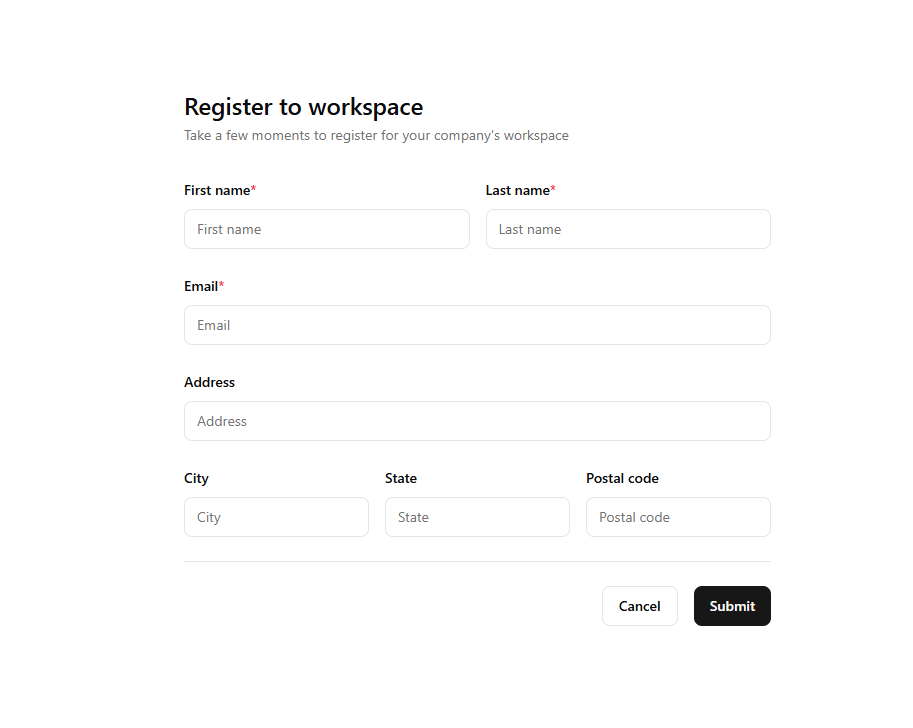 Register to workspace
Take a few moments to register for your company's workspace
First name* Last name*
First name Last name
Email*
Email
Address
Address
City State Postal code
City State Postal code
Cancel Submit